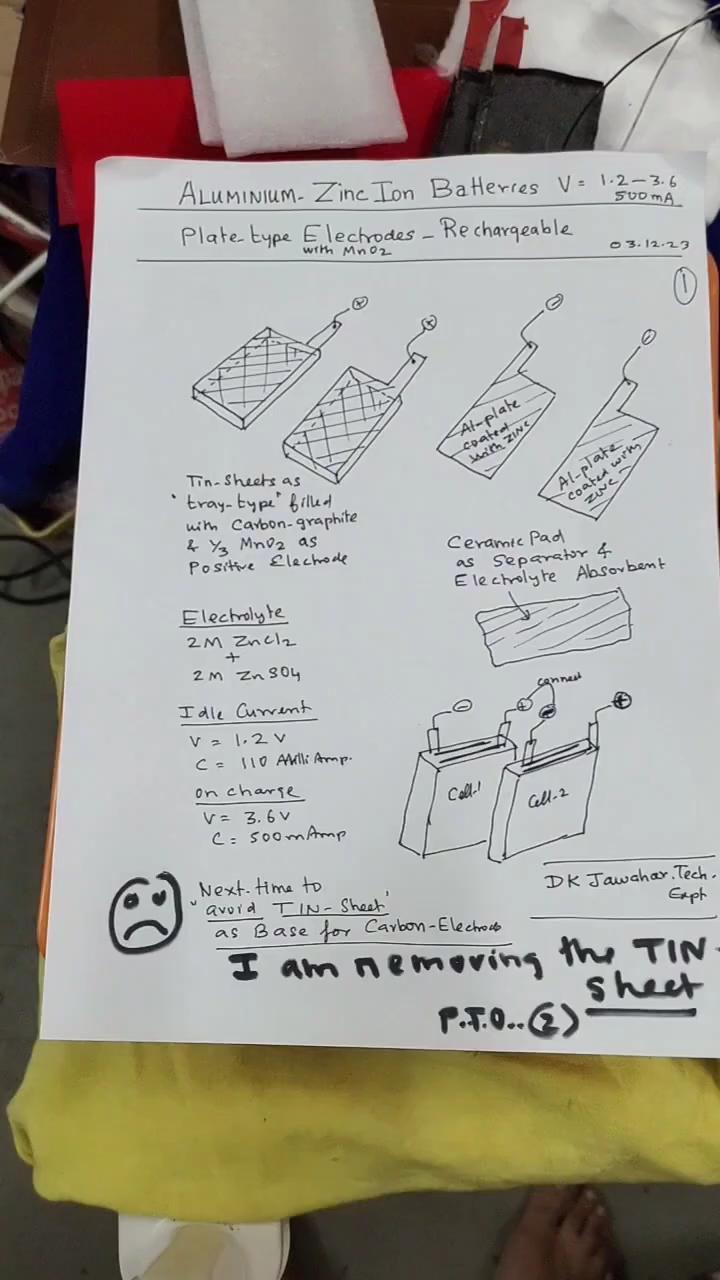 ALUMINIUM-ZINC ION BATTERIES V = 1.2-3.6
500mA
PLATE-TYPE ELECTRODES - RECHARGEABLE
with MnO2
03.12.23
1
+
+
-
-
Al-plate
coated
with ZINC
Al-plate
coated with
ZINC
Tin-Sheets as
"tray-type" filled
with Carbon-graphite
& 1/3 MnO2 as
Positive Electrode
Ceramic Pad
as Separator &
Electrolyte Absorbent
Electrolyte
2M ZnCl2
+
2M ZnSO4
Idle Current
V = 1.2 V
C = 110 Milli Amp.
on charge
V = 3.6V
C = 500mAmp
connect
-
+
-
+
Cell-1
Cell-2
DK Jawahar.Tech.
Expt
Next-time to
"avoid TIN-Sheet"
as Base for Carbon-Electrode
I am removing the TIN-
sheet
P.T.O..(2)